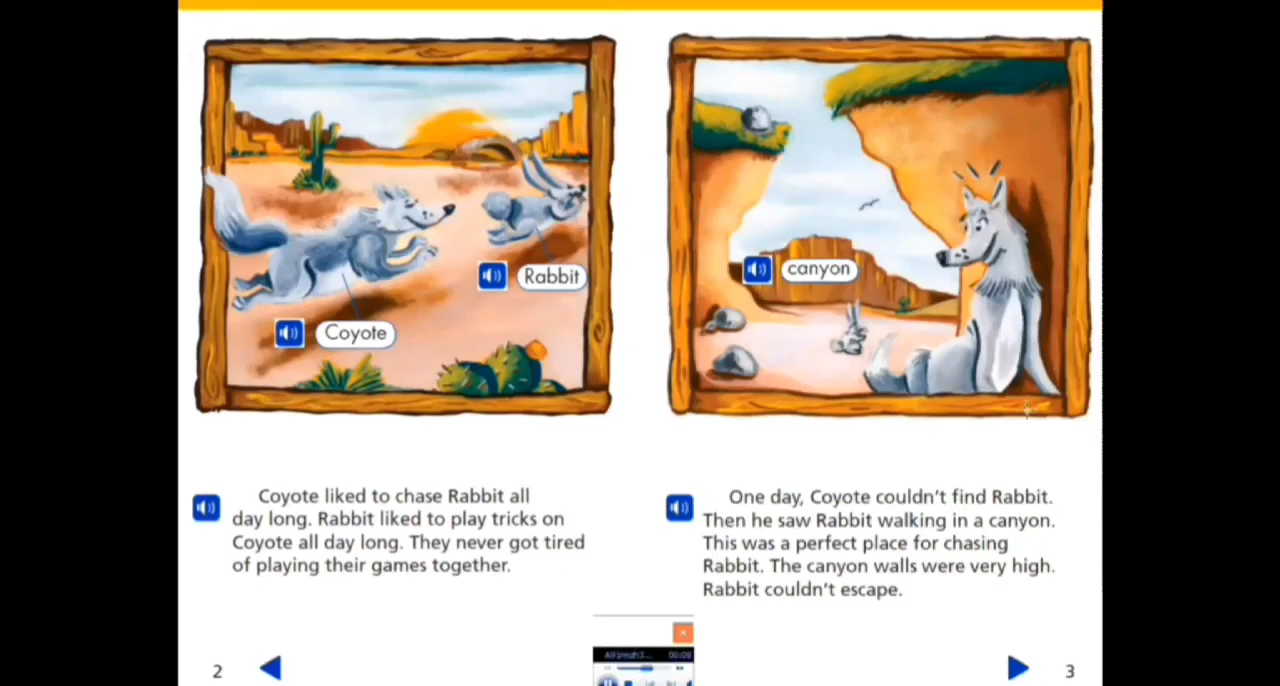 Rabbit
Coyote
canyon
Coyote liked to chase Rabbit all
day long. Rabbit liked to play tricks on
Coyote all day long. They never got tired
of playing their games together.
One day, Coyote couldn't find Rabbit.
Then he saw Rabbit walking in a canyon.
This was a perfect place for chasing
Rabbit. The canyon walls were very high.
Rabbit couldn't escape.
2
3